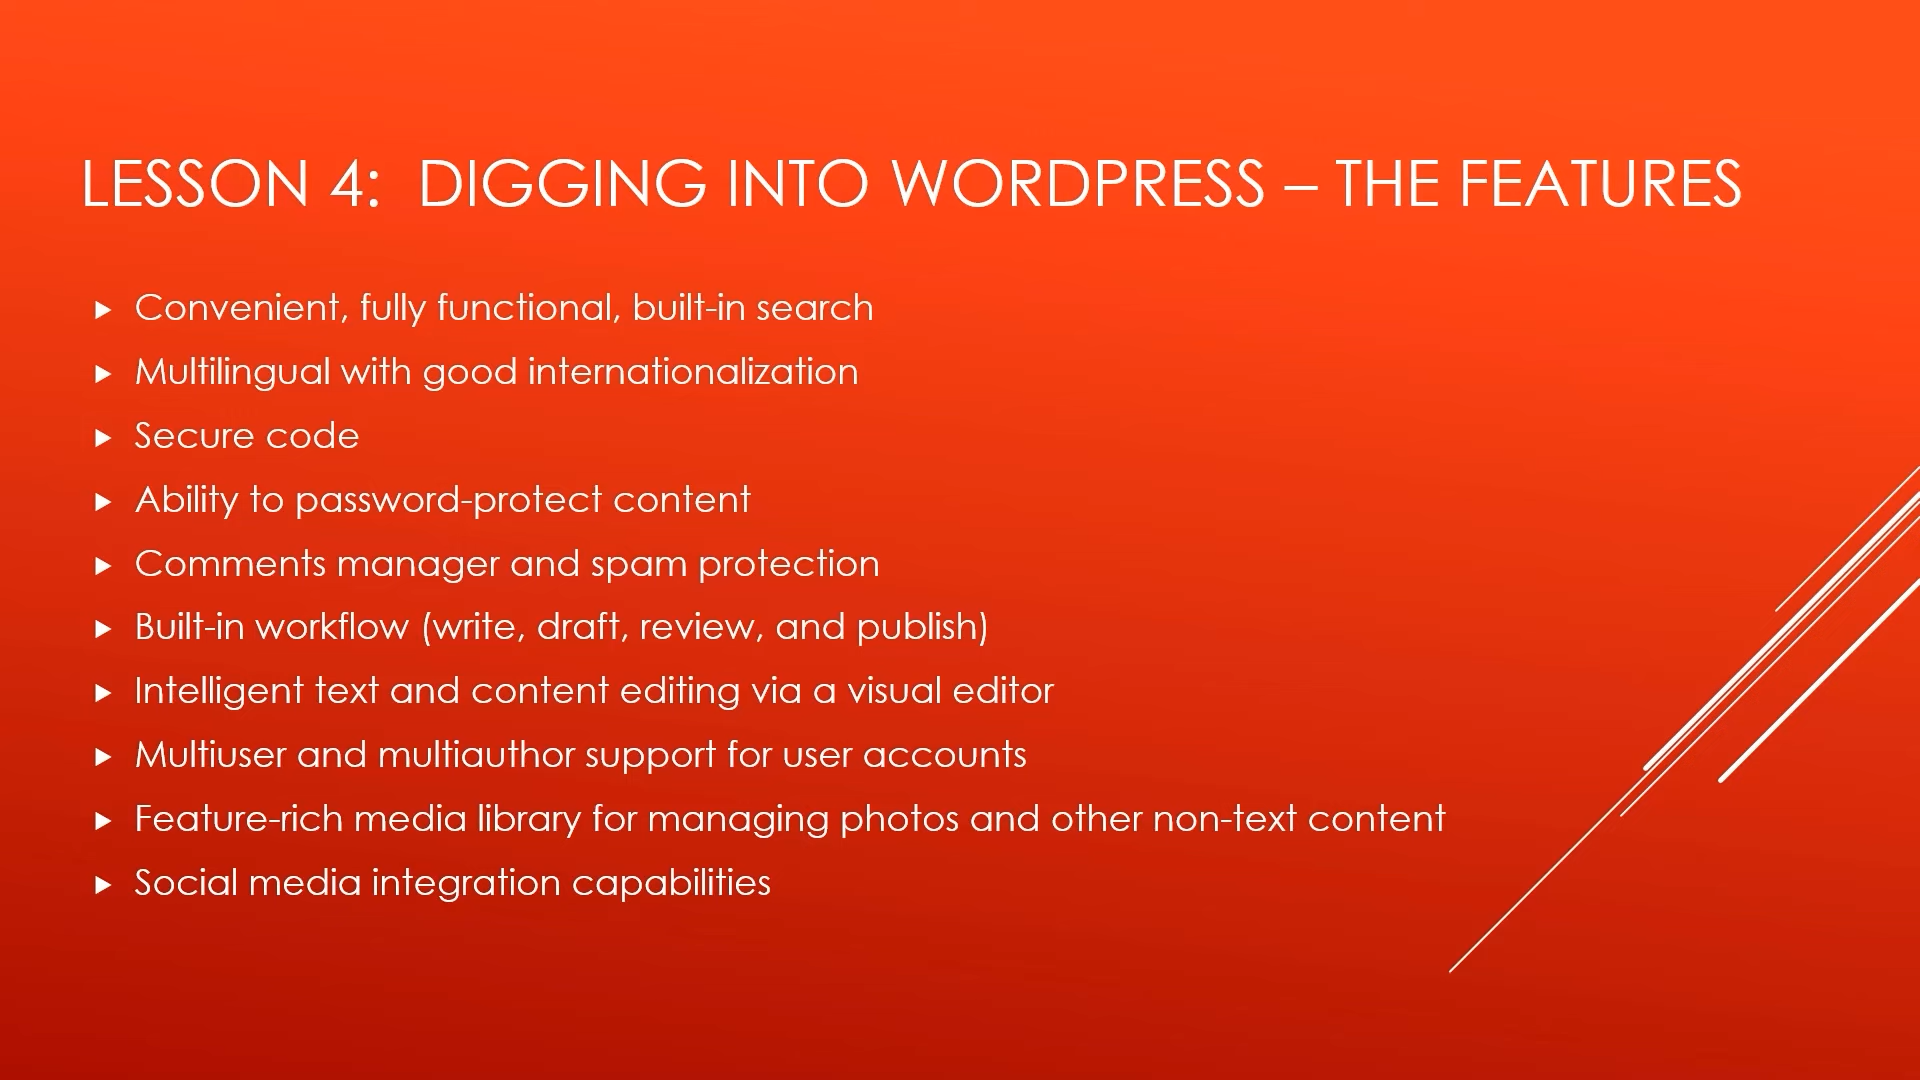 LESSON 4:  DIGGING INTO WORDPRESS – THE FEATURES
Convenient, fully functional, built-in search
Multilingual with good internationalization
Secure code
Ability to password-protect content
Comments manager and spam protection
Built-in workflow (write, draft, review, and publish)
Intelligent text and content editing via a visual editor
Multiuser and multiauthor support for user accounts
Feature-rich media library for managing photos and other non-text content
Social media integration capabilities